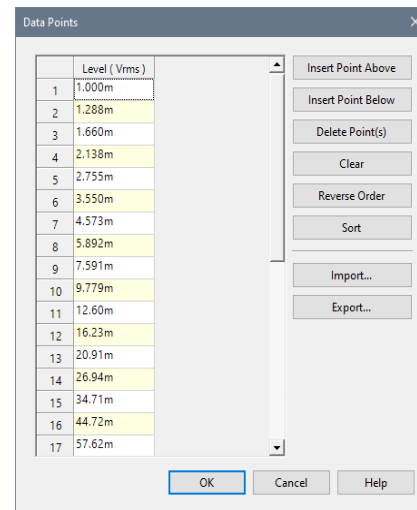 Data Points
Level ( Vrms )
1 1.000m
2 1.288m
3 1.660m
4 2.138m
5 2.755m
6 3.550m
7 4.573m
8 5.892m
9 7.591m
10 9.779m
11 12.60m
12 16.23m
13 20.91m
14 26.94m
15 34.71m
16 44.72m
17 57.62m
Insert Point Above
Insert Point Below
Delete Point(s)
Clear
Reverse Order
Sort
Import...
Export...
OK Cancel Help